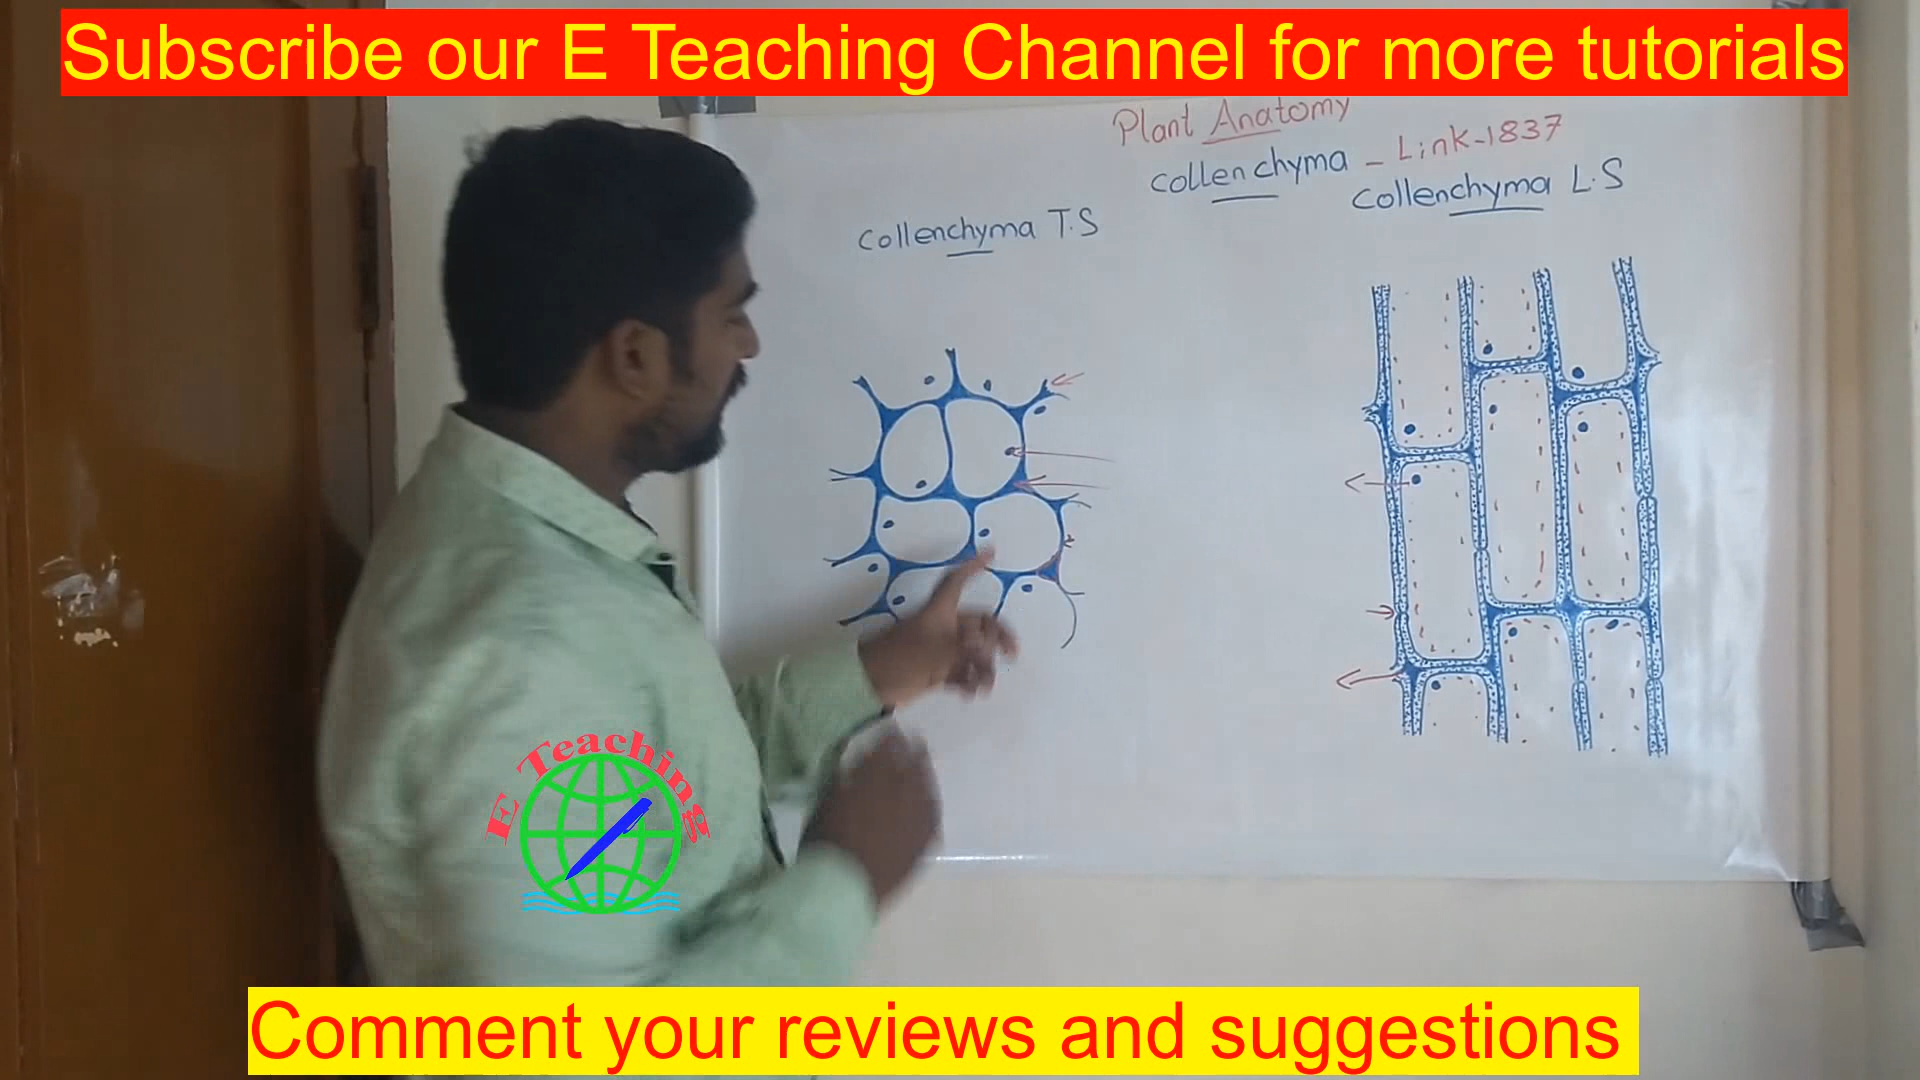 Subscribe our E Teaching Channel for more tutorials
Plant Anatomy
Collenchyma - Link-1837
Collenchyma T.S
Collenchyma L.S
E Teaching
Comment your reviews and suggestions